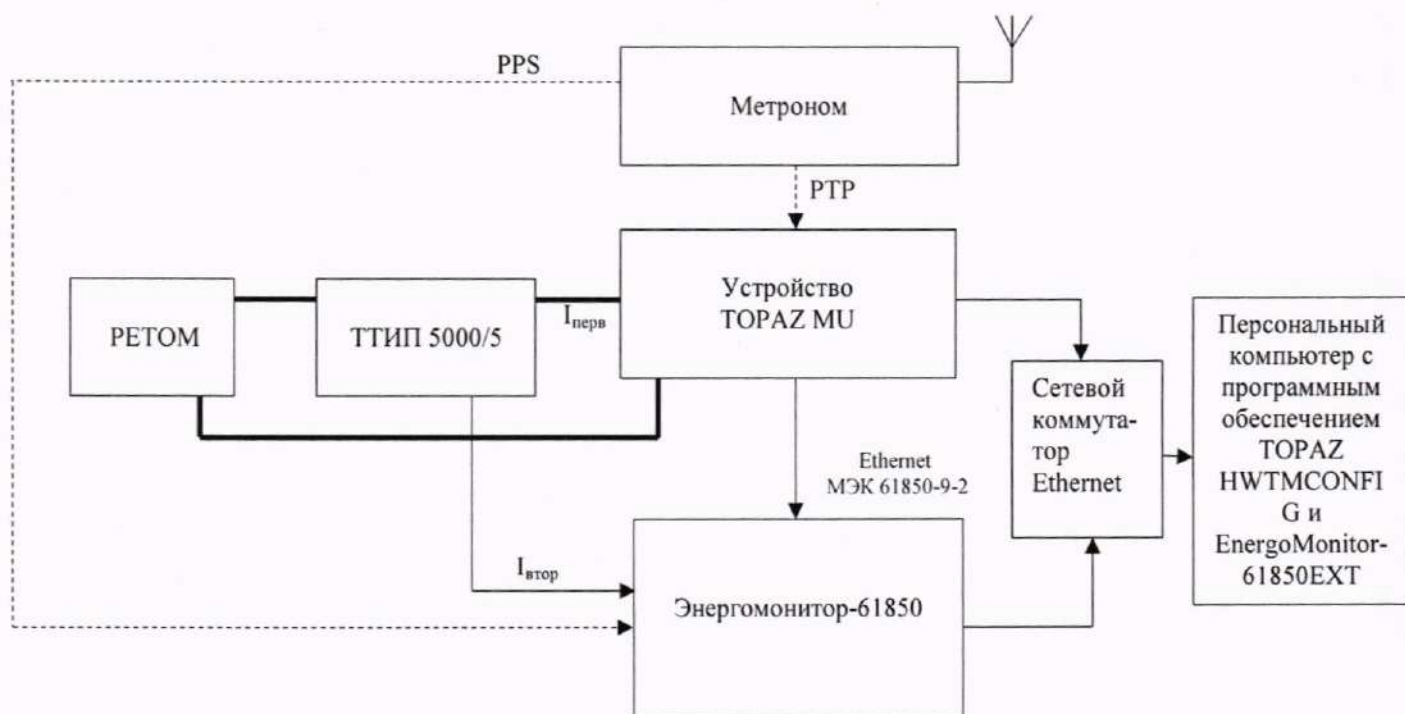 PPS
Метроном
PTP
Устройство
TOPAZ MU
РЕТОМ
ТТИП 5000/5
Iперв
Персональный
компьютер с
программным
обеспечением
TOPAZ
HWTMCONFI
G и
EnergoMonitor-
61850EXT
Сетевой
коммута-
тор
Ethernet
Ethernet
МЭК 61850-9-2
Iвтор
Энергомонитор-61850